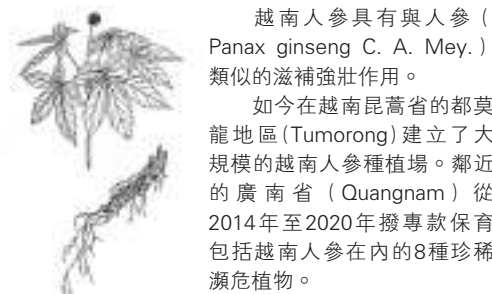 越南人參具有與人參(
Panax ginseng C. A. Mey.)
類似的滋補強壯作用。
如今在越南昆蒿省的都莫
龍地區(Tumorong)建立了大
規模的越南人參種植場。鄰近
的廣南省(Quangnam)從
2014年至2020年撥專款保育
包括越南人參在內的8種珍稀
瀕危植物。